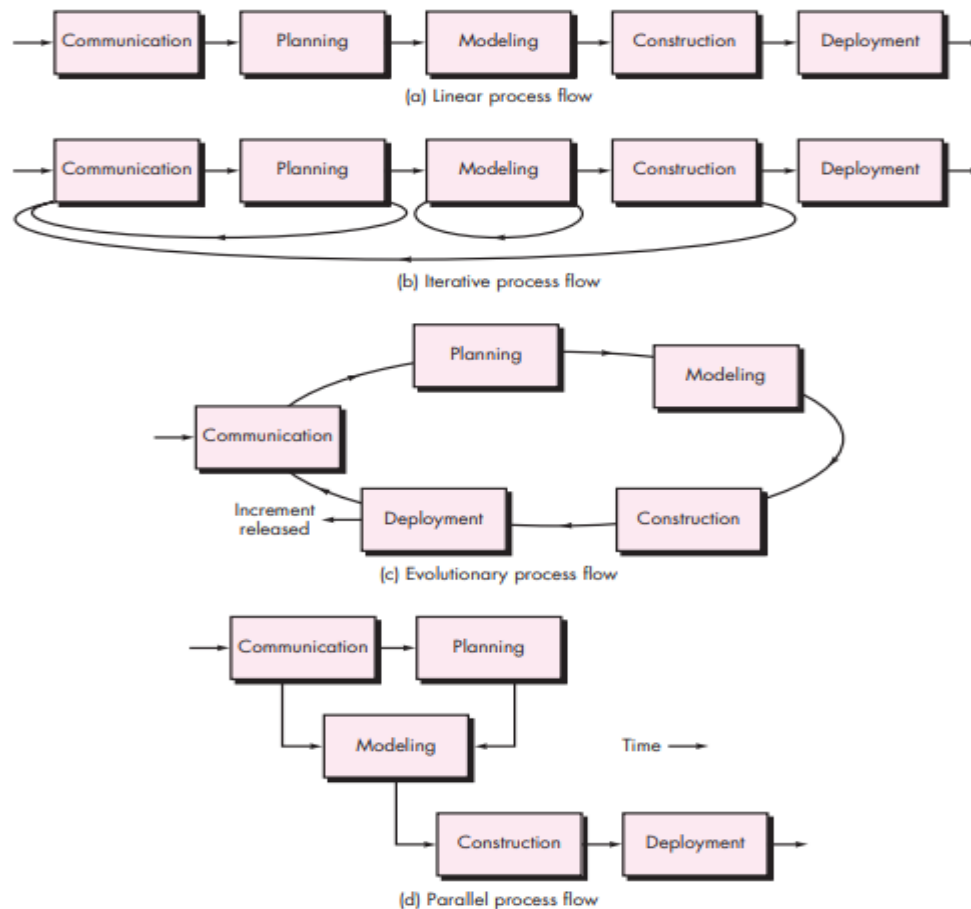 Communication
Planning
Modeling
Construction
Deployment
(a) Linear process flow
Communication
Planning
Modeling
Construction
Deployment
(b) Iterative process flow
Planning
Modeling
Communication
Increment
released
Deployment
Construction
(c) Evolutionary process flow
Communication
Planning
Modeling
Time
Construction
Deployment
(d) Parallel process flow